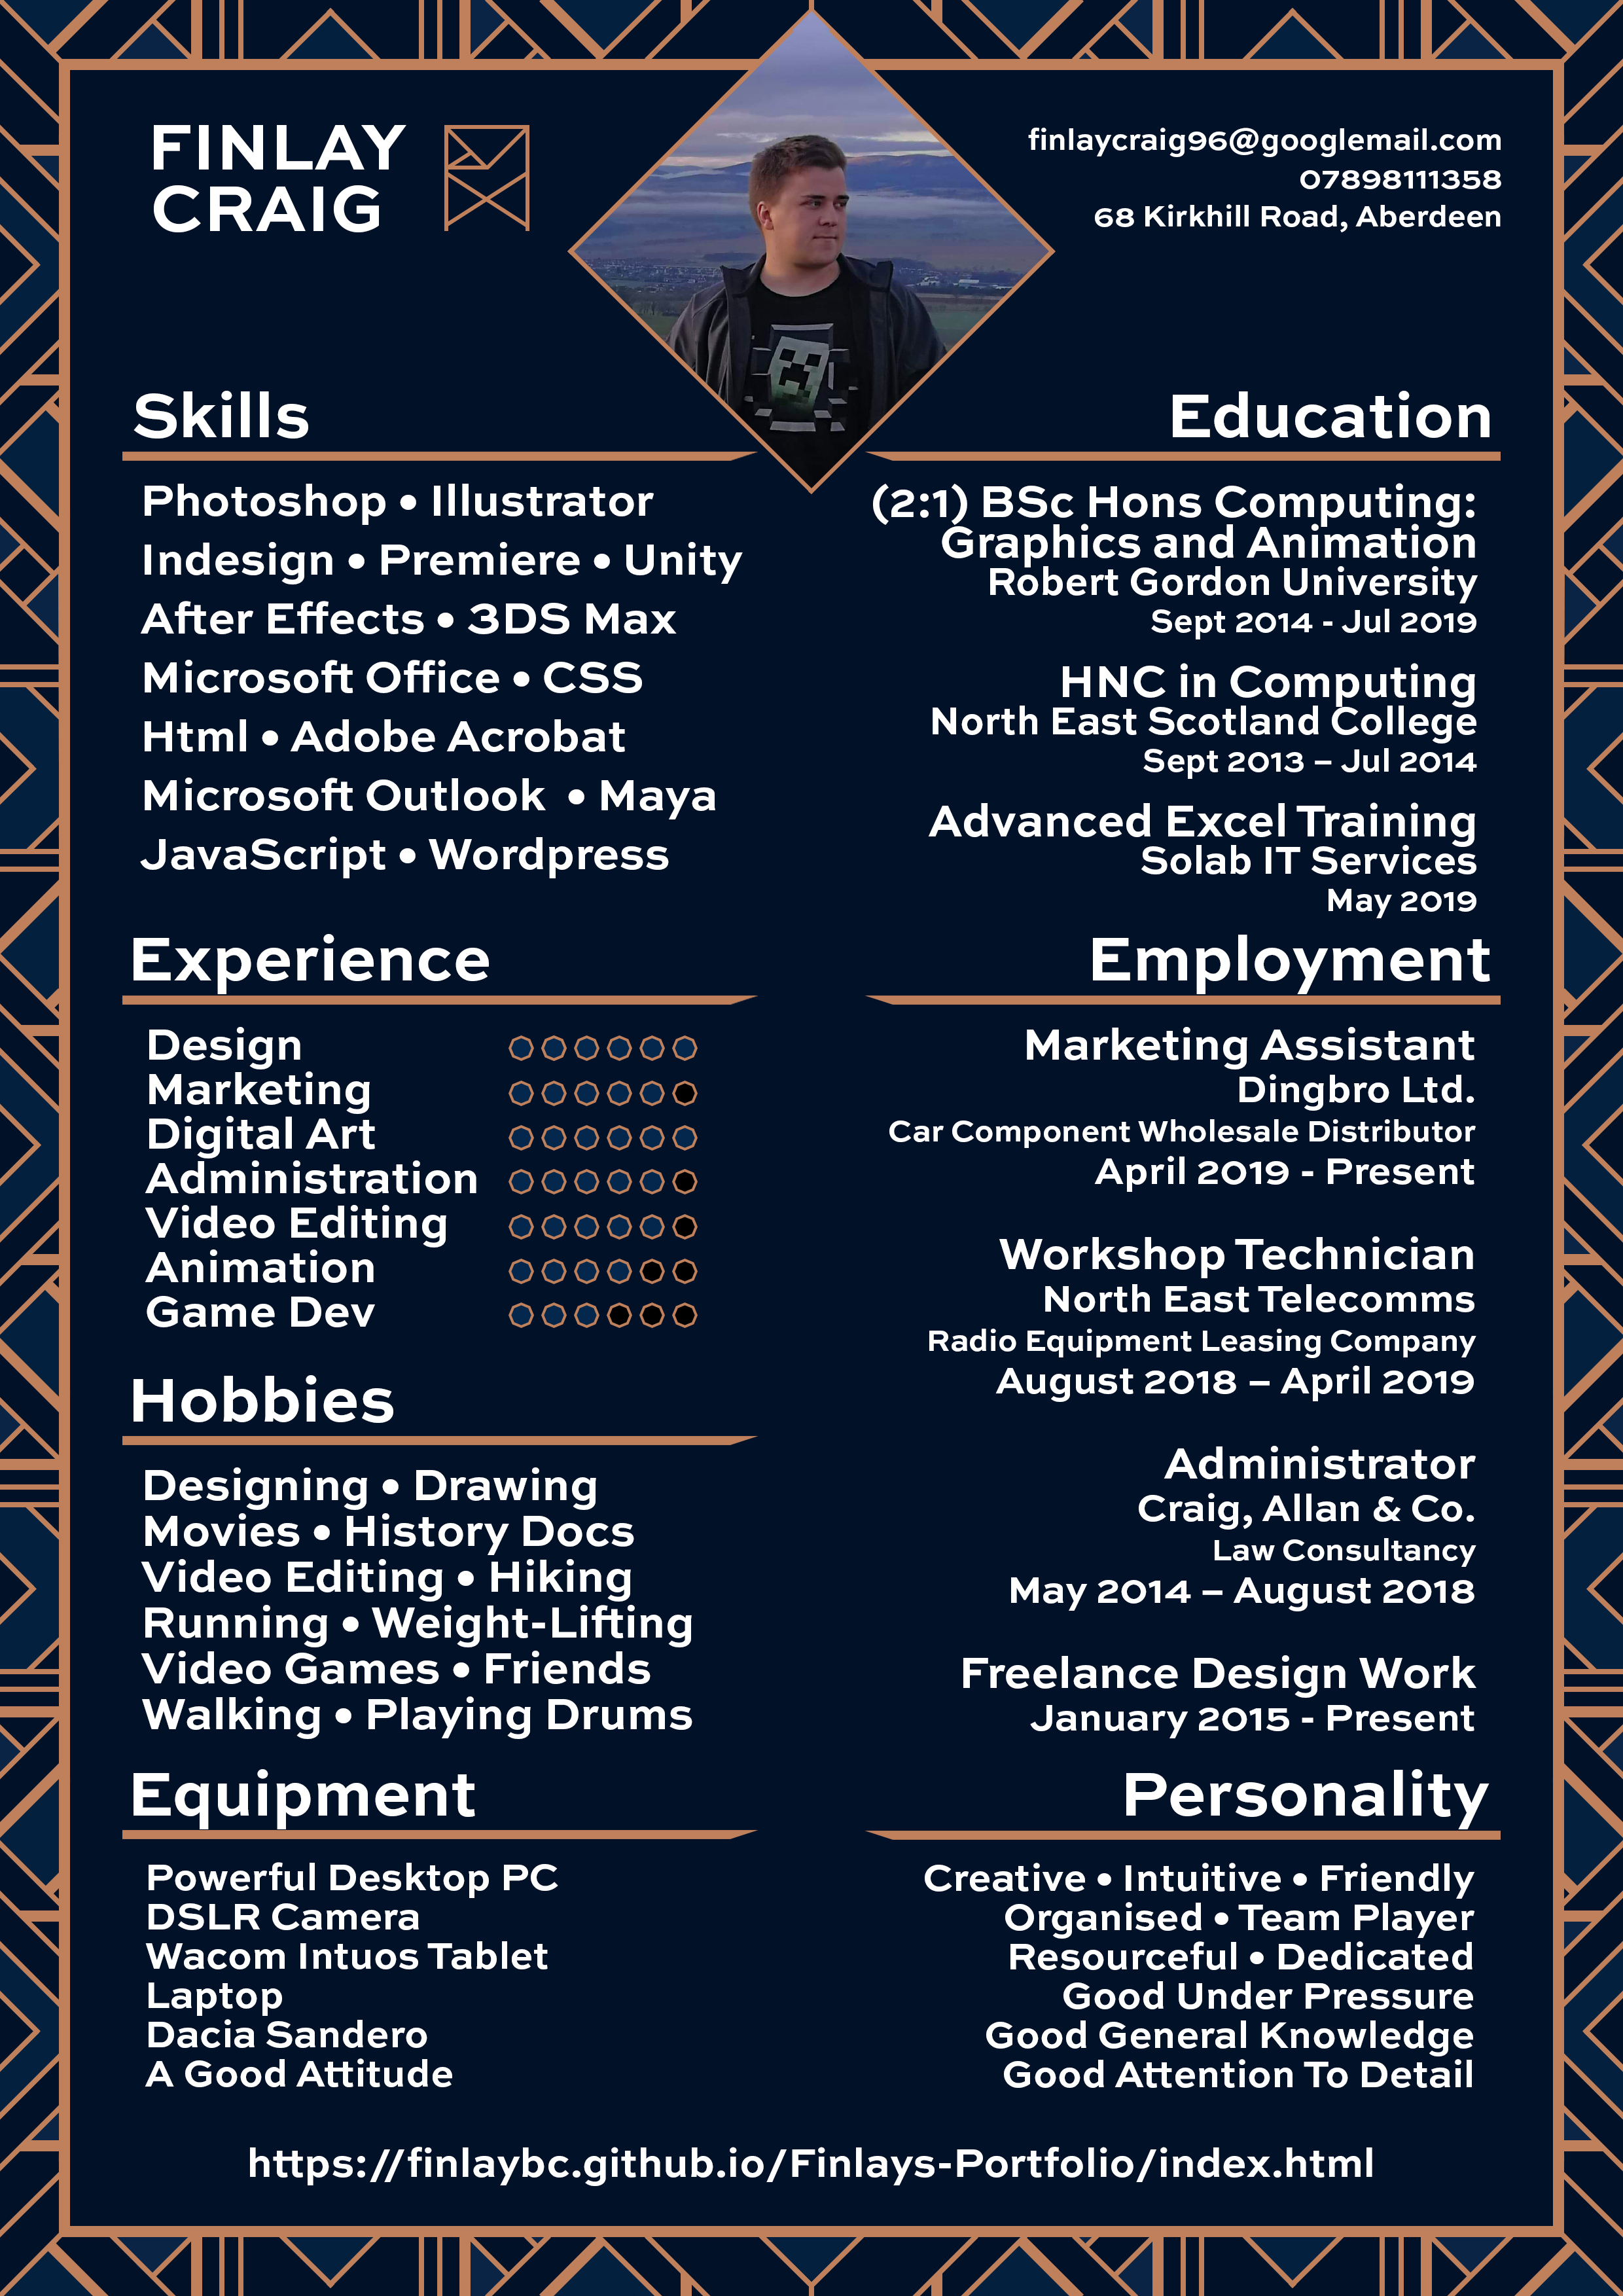 FINLAY
CRAIG
finlaycraig96@googlemail.com
07898111358
68 Kirkhill Road, Aberdeen
Skills
Photoshop • Illustrator
Indesign • Premiere • Unity
After Effects • 3DS Max
Microsoft Office • CSS
Html • Adobe Acrobat
Microsoft Outlook • Maya
JavaScript • Wordpress
Education
(2:1) BSc Hons Computing:
Graphics and Animation
Robert Gordon University
Sept 2014 - Jul 2019
HNC in Computing
North East Scotland College
Sept 2013 – Jul 2014
Advanced Excel Training
Solab IT Services
May 2019
Experience
Design
Marketing
Digital Art
Administration
Video Editing
Animation
Game Dev
Employment
Marketing Assistant
Dingbro Ltd.
Car Component Wholesale Distributor
April 2019 - Present
Workshop Technician
North East Telecomms
Radio Equipment Leasing Company
August 2018 – April 2019
Administrator
Craig, Allan & Co.
Law Consultancy
May 2014 – August 2018
Freelance Design Work
January 2015 - Present
Hobbies
Designing • Drawing
Movies • History Docs
Video Editing • Hiking
Running • Weight-Lifting
Video Games • Friends
Walking • Playing Drums
Equipment
Powerful Desktop PC
DSLR Camera
Wacom Intuos Tablet
Laptop
Dacia Sandero
A Good Attitude
Personality
Creative • Intuitive • Friendly
Organised • Team Player
Resourceful • Dedicated
Good Under Pressure
Good General Knowledge
Good Attention To Detail
https://finlaybc.github.io/Finlays-Portfolio/index.html